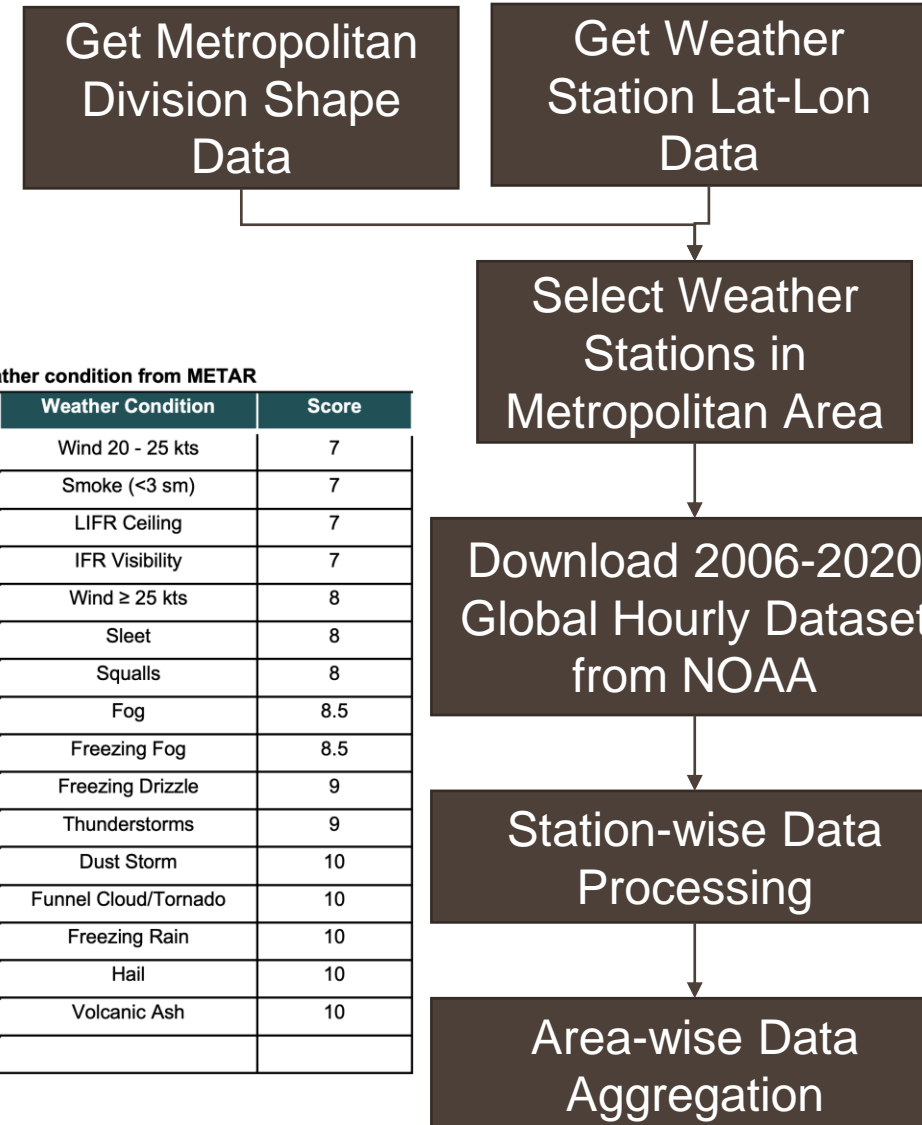 Get Metropolitan
Division Shape
Data
Get Weather
Station Lat-Lon
Data
Select Weather
Stations in
Metropolitan Area
Download 2006-2020
Global Hourly Dataset
from NOAA
Station-wise Data
Processing
Area-wise Data
Aggregation
condition from METAR
Weather Condition Score
Wind 20 - 25 kts 7
Smoke (<3 sm) 7
LIFR Ceiling 7
IFR Visibility 7
Wind ≥ 25 kts 8
Sleet 8
Squalls 8
Fog 8.5
Freezing Fog 8.5
Freezing Drizzle 9
Thunderstorms 9
Dust Storm 10
Funnel Cloud/Tornado 10
Freezing Rain 10
Hail 10
Volcanic Ash 10